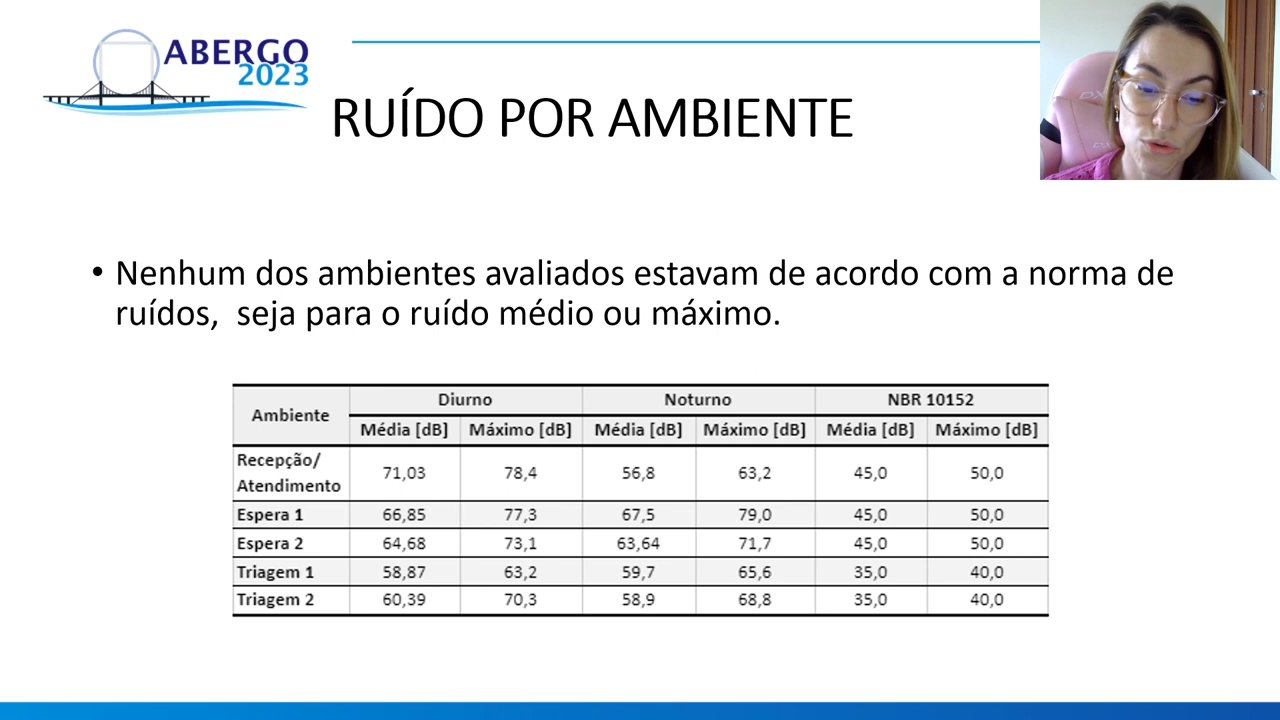 ABERGO
2023
RUÍDO POR AMBIENTE
• Nenhum dos ambientes avaliados estavam de acordo com a norma de
ruídos,  seja para o ruído médio ou máximo.
Ambiente Diurno Noturno NBR 10152
Média [dB] Máximo [dB] Média [dB] Máximo [dB] Média [dB] Máximo [dB]
Recepção/
Atendimento 71,03 78,4 56,8 63,2 45,0 50,0
Espera 1 66,85 77,3 67,5 79,0 45,0 50,0
Espera 2 64,68 73,1 63,64 71,7 45,0 50,0
Triagem 1 58,87 63,2 59,7 65,6 35,0 40,0
Triagem 2 60,39 70,3 58,9 68,8 35,0 40,0